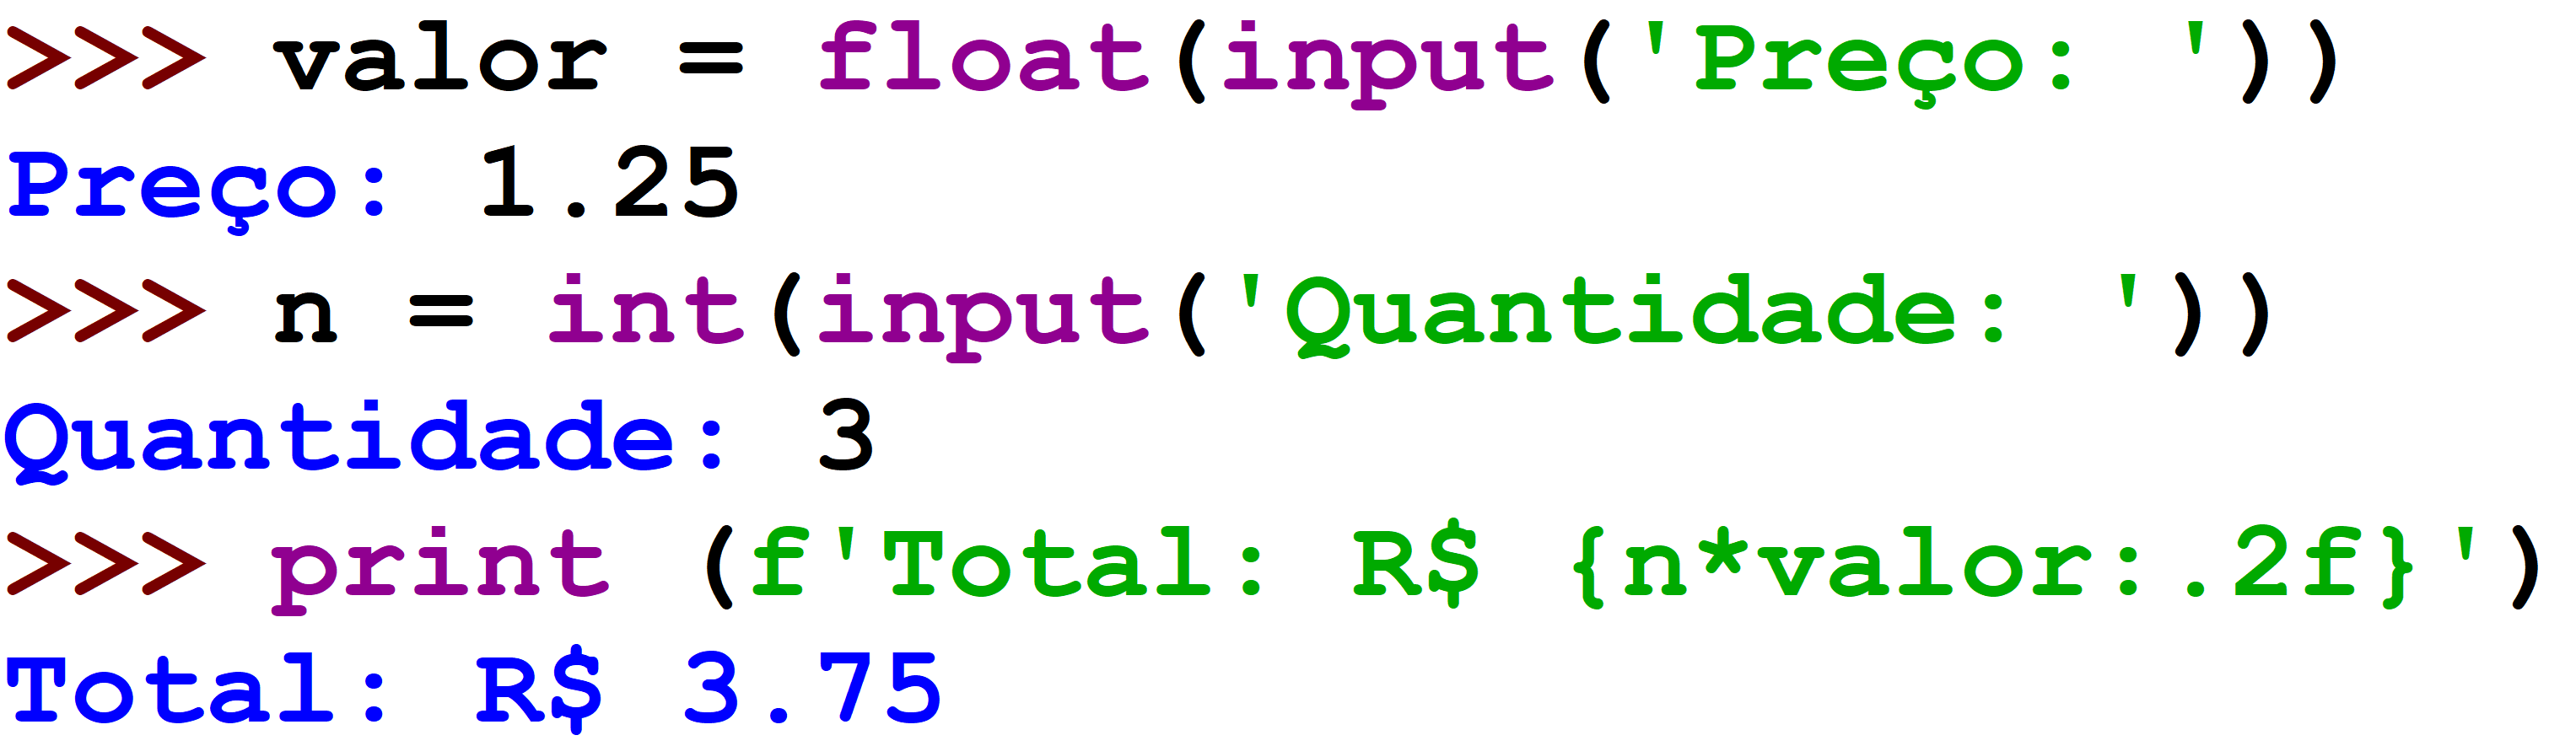 >>> valor = float(input('Preço: '))
Preço: 1.25
>>> n = int(input('Quantidade: '))
Quantidade: 3
>>> print (f'Total: R$ {n*valor:.2f}')
Total: R$ 3.75